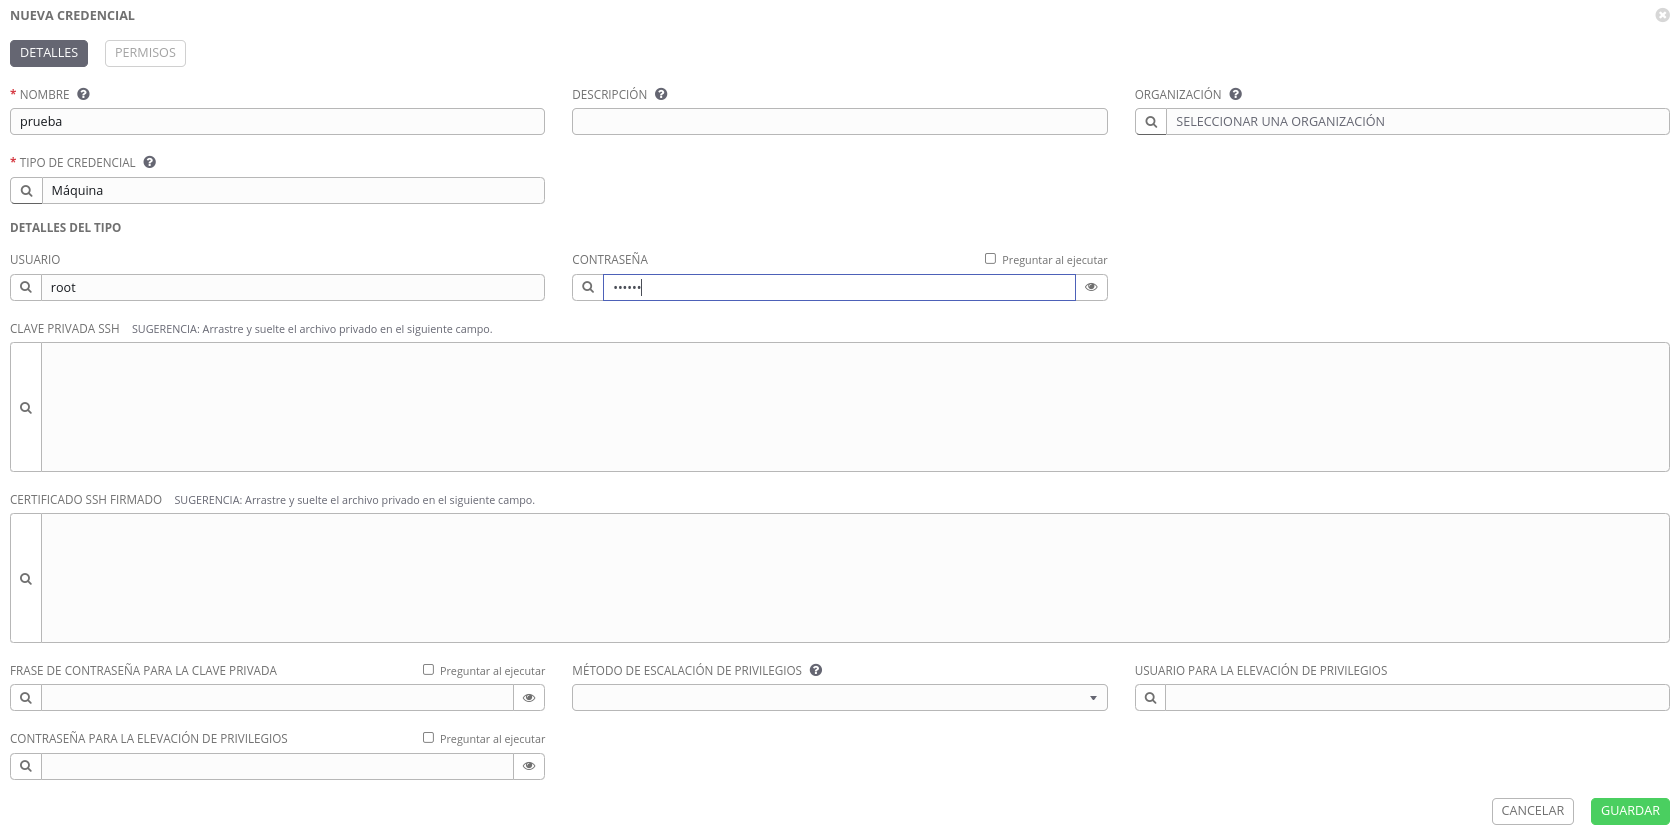 NUEVA CREDENCIAL
DETALLES PERMISOS
* NOMBRE DESCRIPCIÓN ORGANIZACIÓN
prueba SELECCIONAR UNA ORGANIZACIÓN
* TIPO DE CREDENCIAL
Máquina
DETALLES DEL TIPO
USUARIO CONTRASEÑA Preguntar al ejecutar
root ••••••
CLAVE PRIVADA SSH SUGERENCIA: Arrastre y suelte el archivo privado en el siguiente campo.
CERTIFICADO SSH FIRMADO SUGERENCIA: Arrastre y suelte el archivo privado en el siguiente campo.
FRASE DE CONTRASEÑA PARA LA CLAVE PRIVADA Preguntar al ejecutar MÉTODO DE ESCALACIÓN DE PRIVILEGIOS USUARIO PARA LA ELEVACIÓN DE PRIVILEGIOS
CONTRASEÑA PARA LA ELEVACIÓN DE PRIVILEGIOS Preguntar al ejecutar
CANCELAR GUARDAR